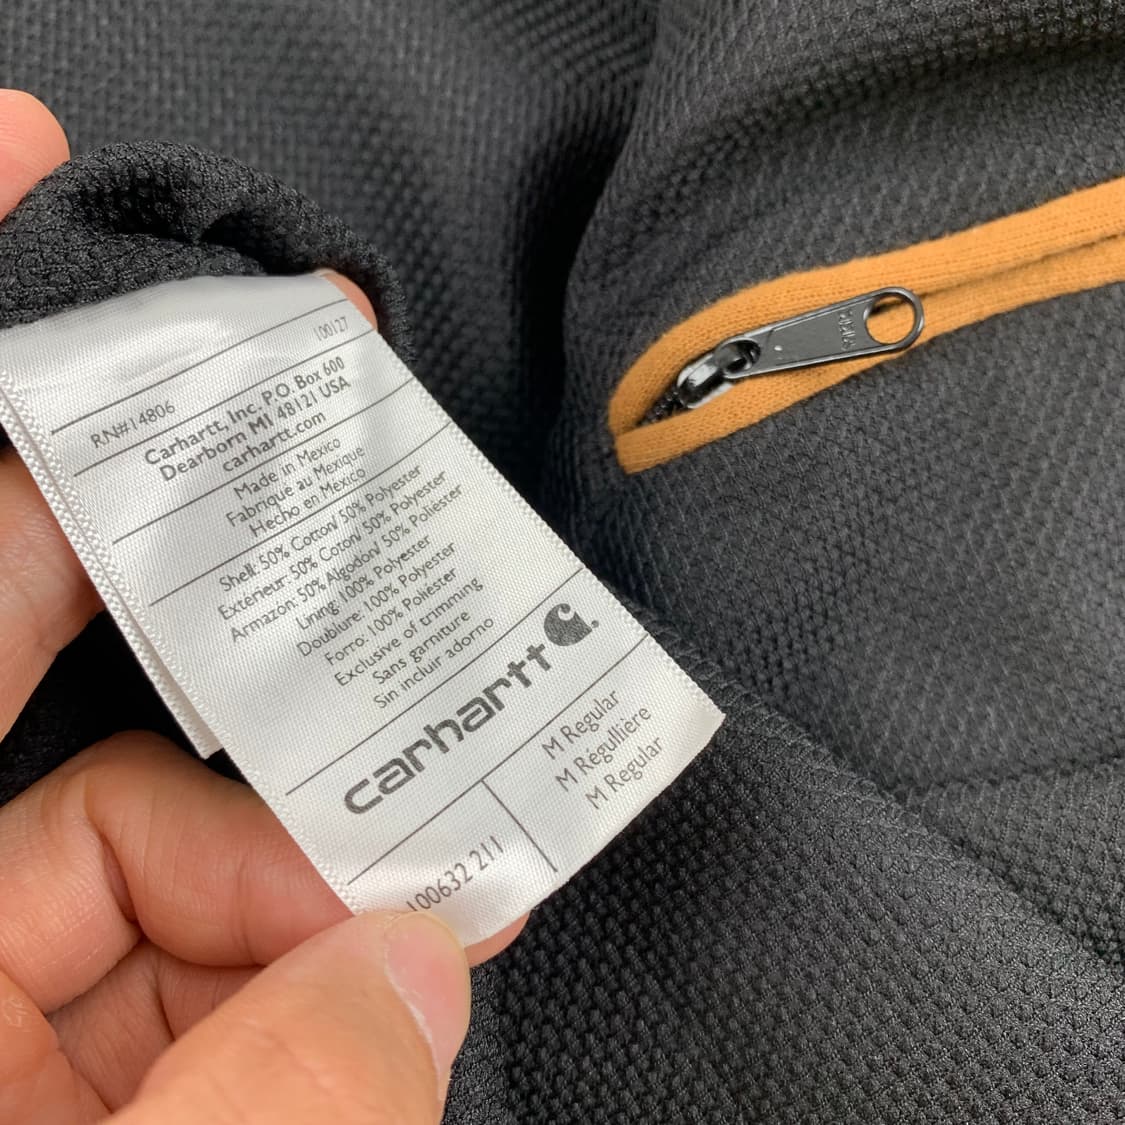 100127
RN#14806
Carhartt, Inc. P.O. Box 600
Dearborn MI 48121 USA
carhartt.com
Made in Mexico
Fabriqué au Mexique
Hecho en Mexico
Shell: 50% Cotton/ 50% Polyester
Extérieur: 50% Coton/ 50% Polyester
Armazón: 50% Algodon/ 50% Poliester
Lining: 100% Polyester
Doublure: 100% Polyester
Forro: 100% Poliester
Exclusive of trimming
Sans garniture
Sin incluir adorno
carhartt
M Regular
M Régulliere
M Regular
100632 211